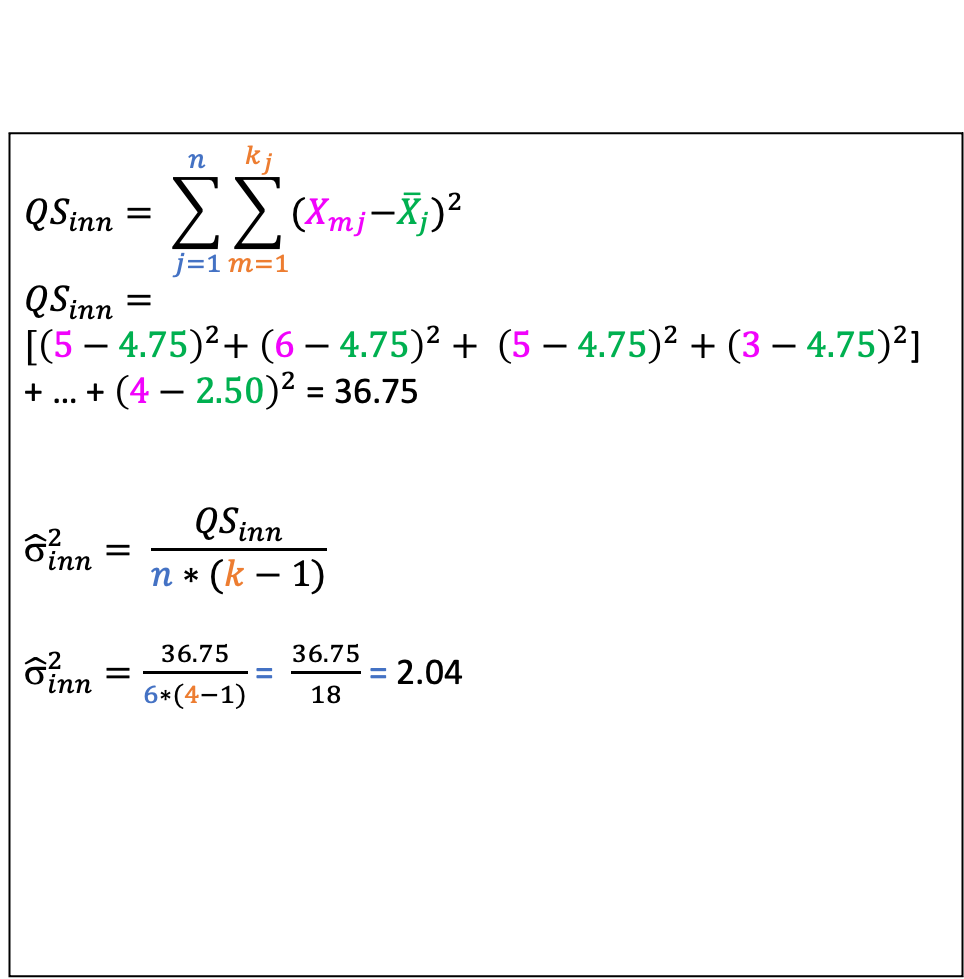 QS_inn = ∑_{j=1}^{n} ∑_{m=1}^{k_j} (X_mj − X̄_j)²
QS_inn =
[(5 − 4.75)² + (6 − 4.75)² + (5 − 4.75)² + (3 − 4.75)²]
+ … + (4 − 2.50)² = 36.75
σ̂²_inn = QS_inn / n ∗ (k − 1)
σ̂²_inn = 36.75 / 6∗(4−1) = 36.75 / 18 = 2.04